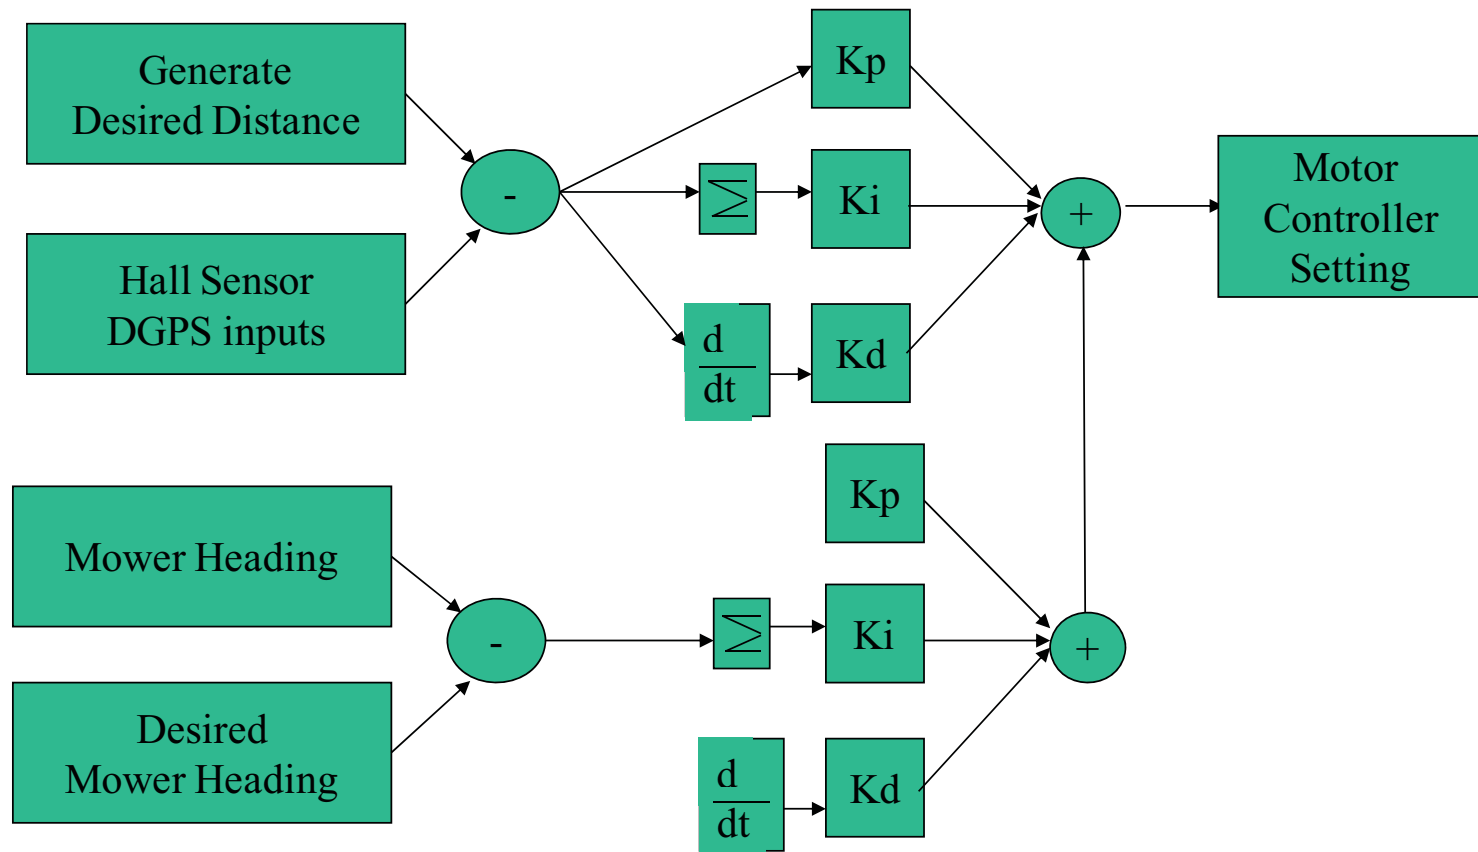 Generate
Desired Distance
Hall Sensor
DGPS inputs
-
Kp
∑
Ki
d
dt
Kd
+
Motor
Controller
Setting
Mower Heading
Desired
Mower Heading
-
Kp
∑
Ki
d
dt
Kd
+